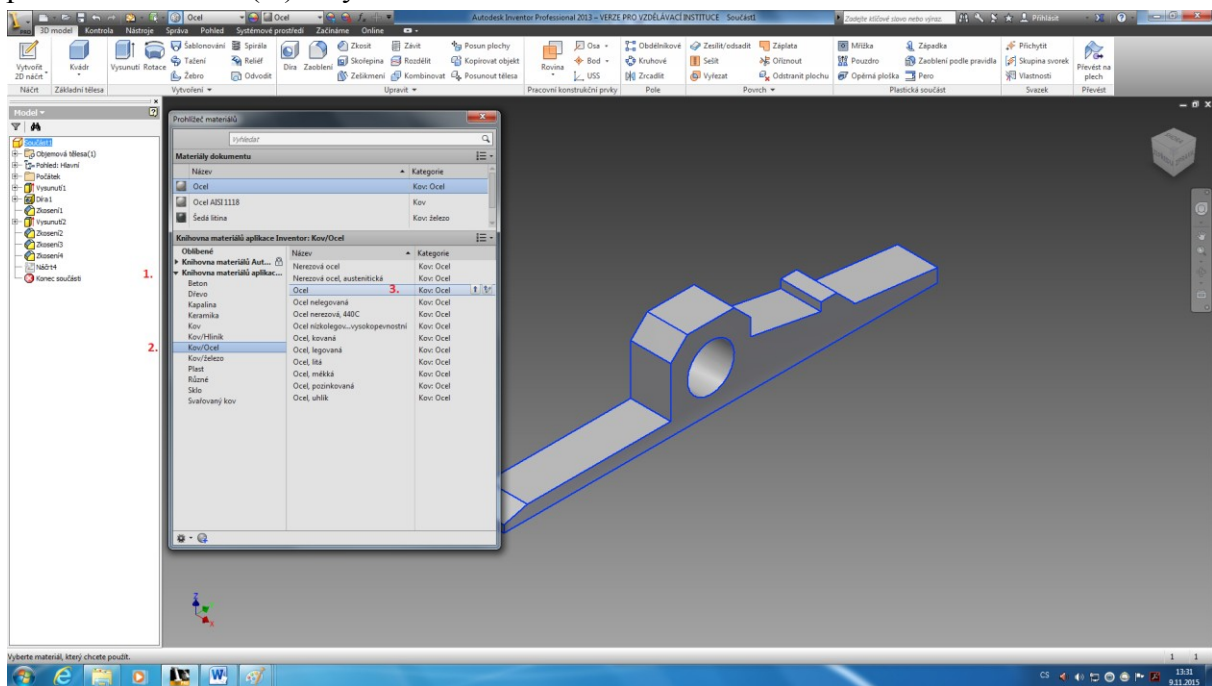 Ocel
Ocel
Autodesk Inventor Professional 2013 – VERZE PRO VZDĚLÁVACÍ INSTITUCE Součást1
Zadejte klíčové slovo nebo výraz.
Přihlásit
3D model Kontrola Nástroje Správa Pohled Systémové prostředí Začínáme Online
Vytvořit
2D náčrt
Kvádr
Vysunutí Rotace
Šablonování
Tažení
Žebro
Spirála
Reliéf
Odvodit
Díra Zaoblení
Zkosit
Skořepina
Zešikmení
Závit
Rozdělit
Kombinovat
Posun plochy
Kopírovat objekt
Posunout tělesa
Rovina
Osa
Bod
USS
Obdélníkové
Kruhové
Zrcadlit
Zesílit/odsadit
Sešít
Vyřezat
Záplata
Oříznout
Odstranit plochu
Mřížka
Pouzdro
Opěrná ploška
Západka
Zaoblení podle pravidla
Pero
Přichytit
Skupina svorek
Vlastnosti
Převést na
plech
Náčrt Základní tělesa Vytvoření Upravit Pracovní konstrukční prvky Pole Povrch Plastická součást Svazek Převést
Model
Součást1
Objemová tělesa(1)
Pohled: Hlavní
Počátek
Vysunutí1
Díra1
Zkosení1
Vysunutí2
Zkosení2
Zkosení3
Zkosení4
Náčrt4
Konec součásti
1.
2.
Prohlížeč materiálů
Vyhledat
Materiály dokumentu
Název Kategorie
Ocel Kov: Ocel
Ocel AISI 1118 Kov
Šedá litina Kov: železo
Knihovna materiálů aplikace Inventor: Kov/Ocel
Oblíbené
Knihovna materiálů Aut...
Knihovna materiálů aplikac...
Beton
Dřevo
Kapalina
Keramika
Kov
Kov/Hliník
Kov/Ocel
Kov/železo
Plast
Různé
Sklo
Svařovaný kov
Název Kategorie
Nerezová ocel Kov: Ocel
Nerezová ocel, austenitická Kov: Ocel
Ocel 3. Kov: Ocel
Ocel nelegovaná Kov: Ocel
Ocel nerezová, 440C Kov: Ocel
Ocel nízkolegov...vysokopevnostní Kov: Ocel
Ocel, kovaná Kov: Ocel
Ocel, legovaná Kov: Ocel
Ocel, litá Kov: Ocel
Ocel, měkká Kov: Ocel
Ocel, pozinkovaná Kov: Ocel
Ocel, uhlík Kov: Ocel
Z
X
Vyberte materiál, který chcete použít.
1 1
CS
13:31
9.11.2015